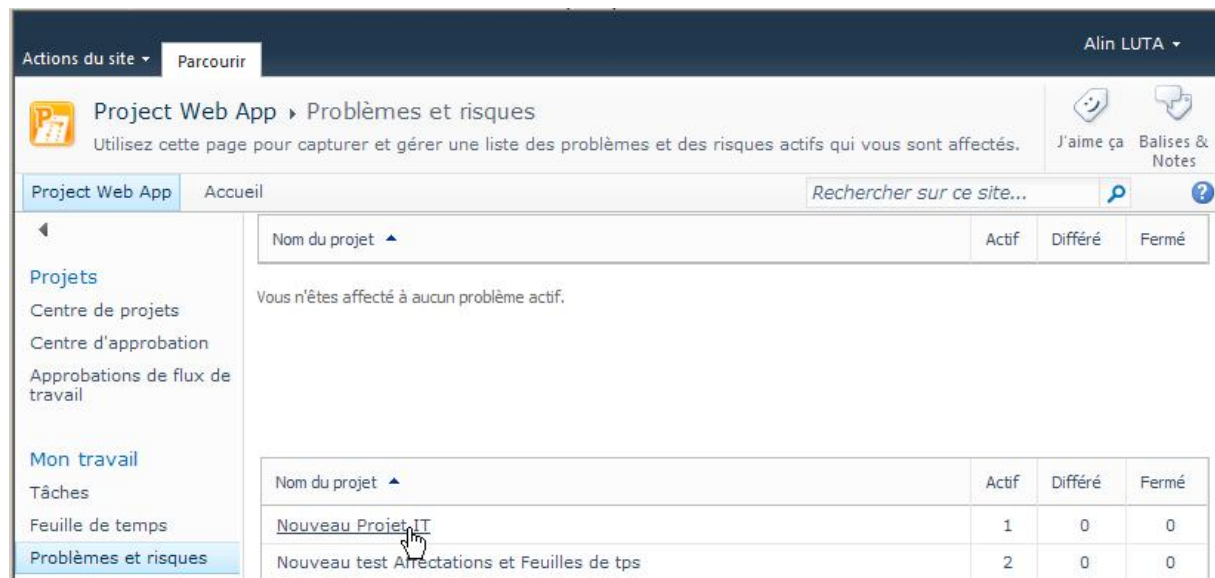 Alin LUTA
Actions du site Parcourir
Project Web App Problèmes et risques
Utilisez cette page pour capturer et gérer une liste des problèmes et des risques actifs qui vous sont affectés.
J'aime ça
Balises &
Notes
Project Web App Accueil
Rechercher sur ce site...
Nom du projet Actif Différé Fermé
Vous n'êtes affecté à aucun problème actif.
Projets
Centre de projets
Centre d'approbation
Approbations de flux de
travail
Mon travail
Tâches
Feuille de temps
Problèmes et risques
Nom du projet Actif Différé Fermé
Nouveau Projet IT 1 0 0
Nouveau test Affectations et Feuilles de tps 2 0 0